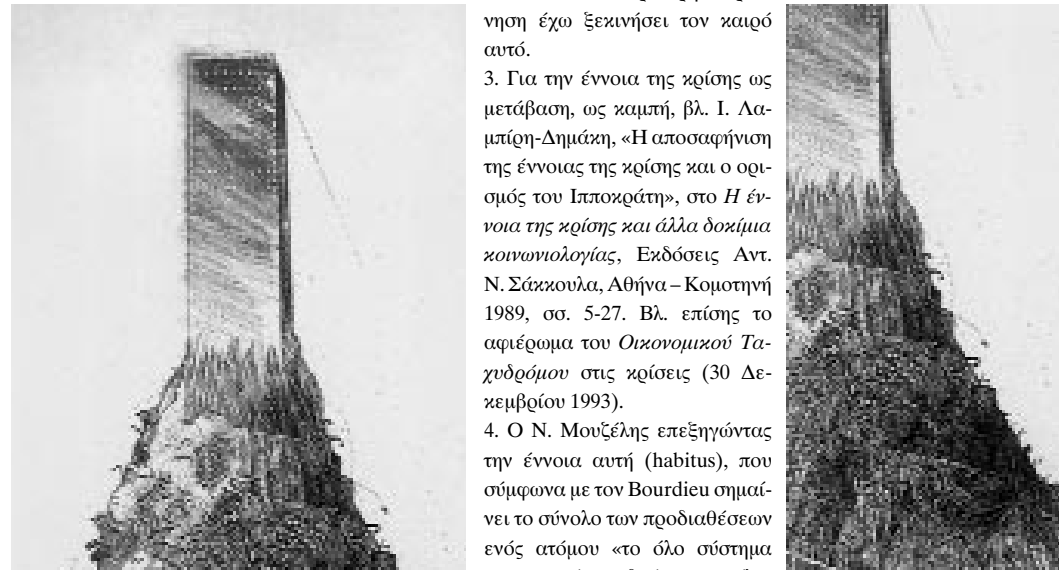 νηση έχω ξεκινήσει τον καιρό
αυτό.
3. Για την έννοια της κρίσης ως
μετάβαση, ως καμπή, βλ. Ι. Λα-
μπίρη-Δημάκη, «Η αποσαφήνιση
της έννοιας της κρίσης και ο ορι-
σμός του Ιπποκράτη», στο Η έν-
νοια της κρίσης και άλλα δοκίμια
κοινωνιολογίας, Εκδόσεις Αντ.
Ν. Σάκκουλα, Αθήνα – Κομοτηνή
1989, σσ. 5-27. Βλ. επίσης το
αφιέρωμα του Οικονομικού Τα-
χυδρόμου στις κρίσεις (30 Δε-
κεμβρίου 1993).
4. Ο Ν. Μουζέλης επεξηγώντας
την έννοια αυτή (habitus), που
σύμφωνα με τον Bourdieu σημαί-
νει το σύνολο των προδιαθέσεων
ενός ατόμου «το όλο σύστημα